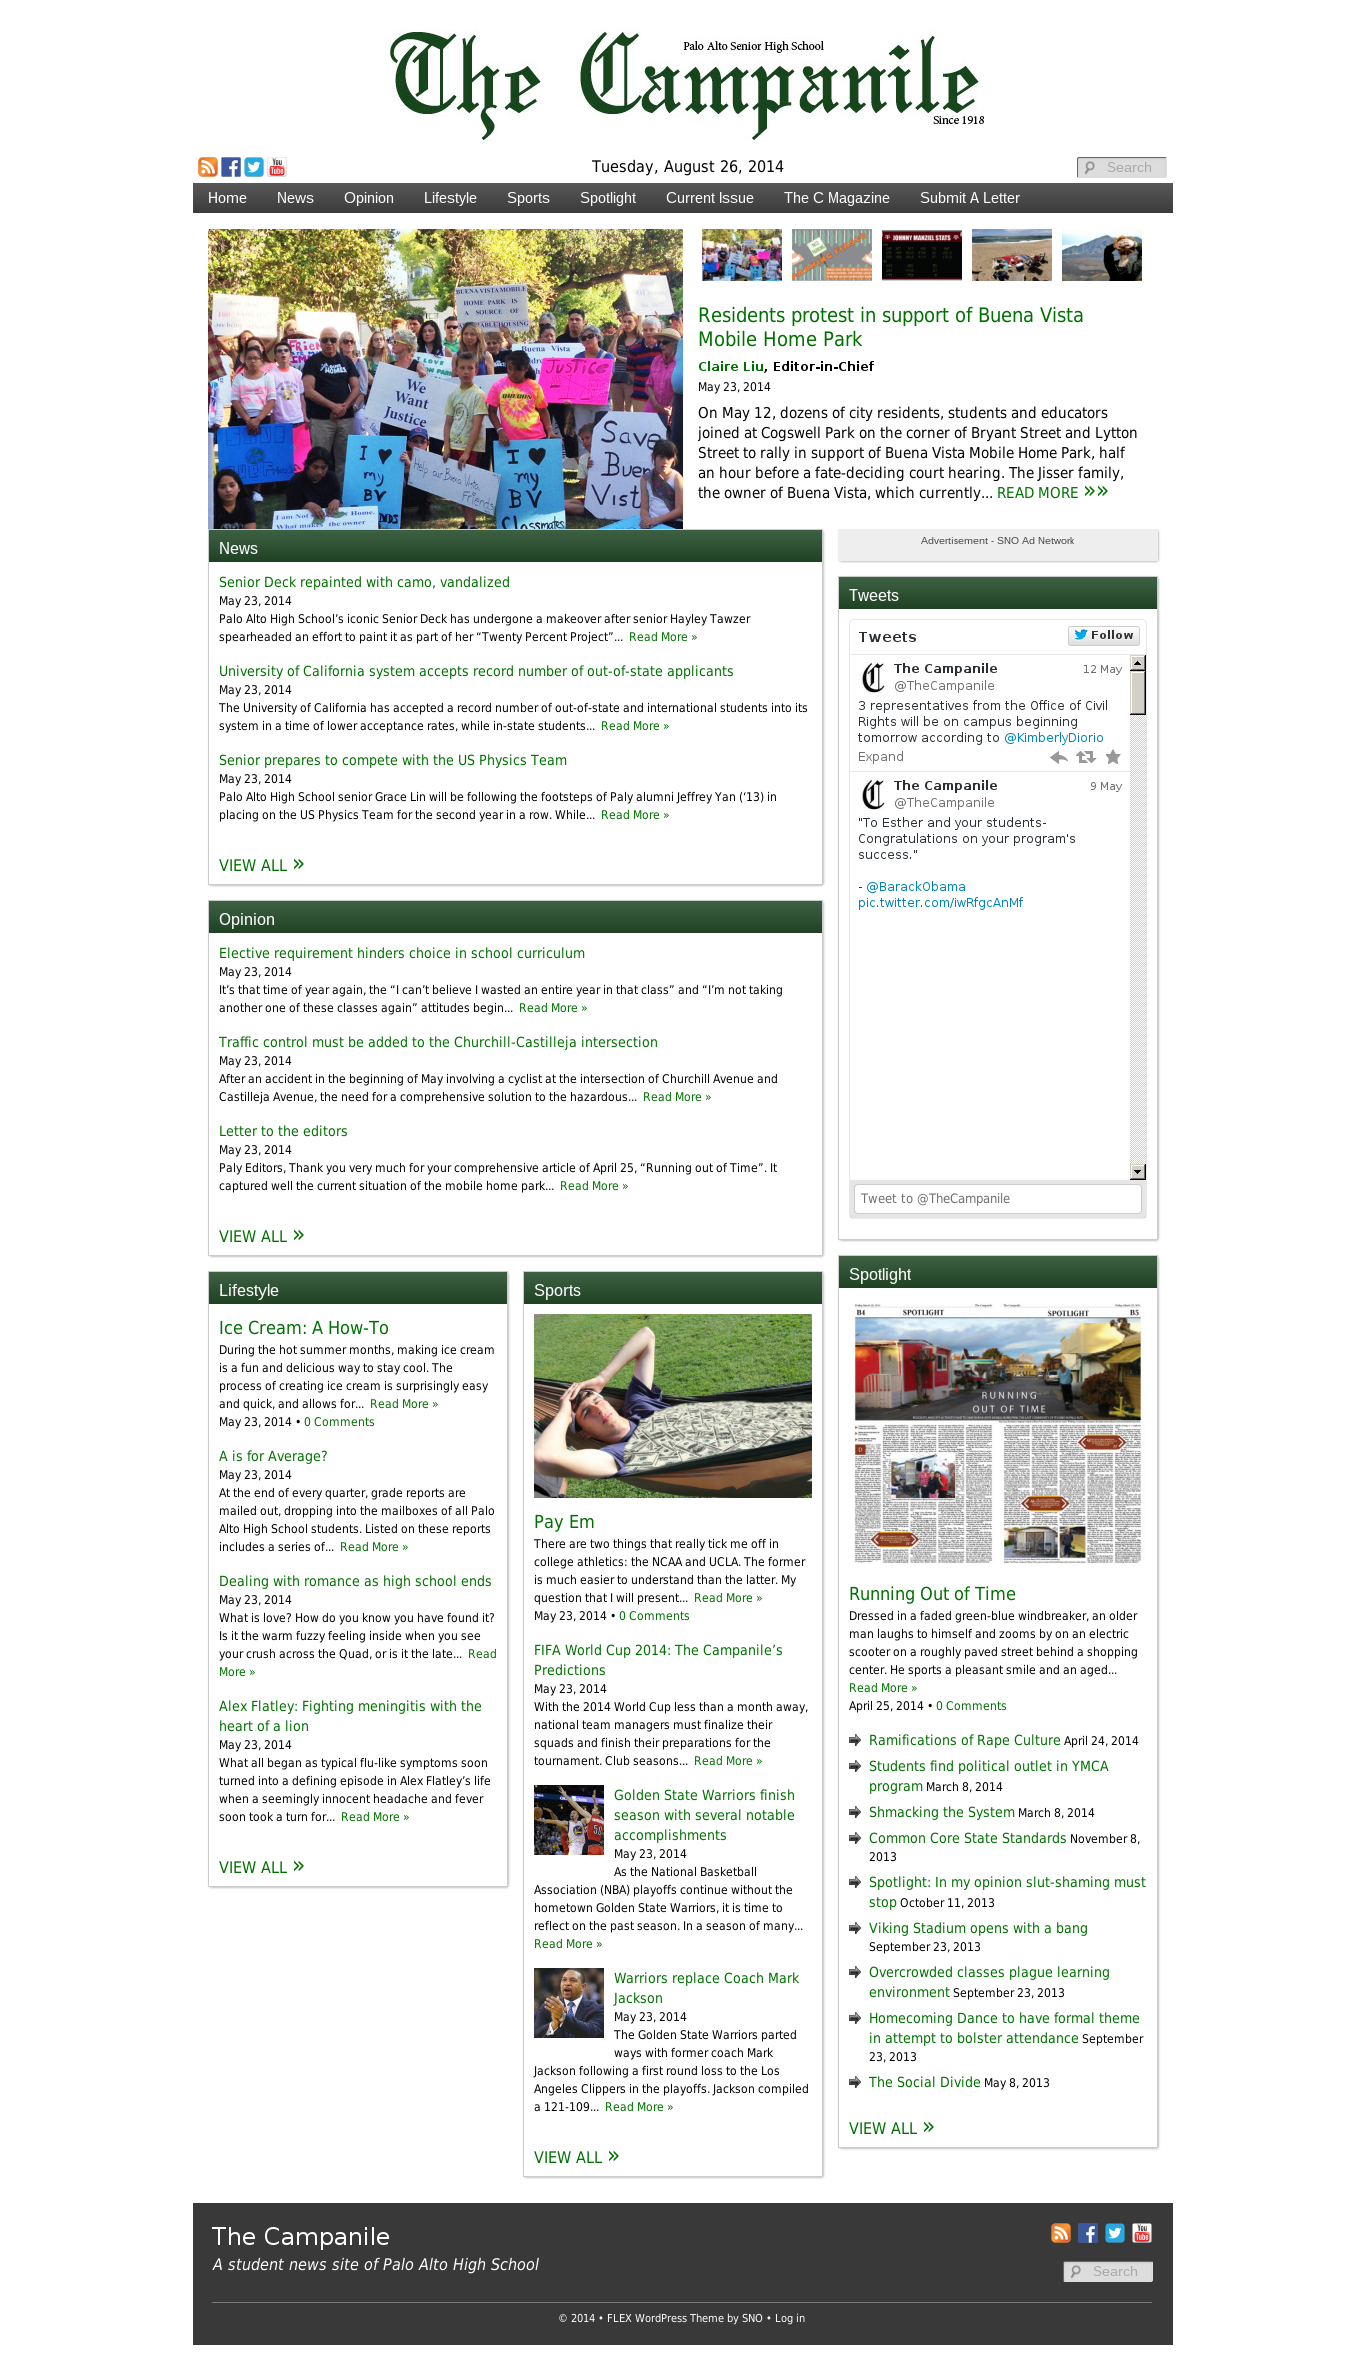 The Campanile
Palo Alto Senior High School
Since 1918
Tuesday, August 26, 2014
Search
Home News Opinion Lifestyle Sports Spotlight Current Issue The C Magazine Submit A Letter
BUENA VISTA MOBILE
HOME PARK IS
A SOURCE OF
Buena Vista
Justice
We
Want
Justice
I ♥
my
BV
Help our Buena Vista
Friends
I ♥
my
BV
Classmates
Save
Buena
Vista
I am Not Home.
What makes the owner
JOHNNY MANZIEL STATS
Residents protest in support of Buena Vista
Mobile Home Park
Claire Liu, Editor-in-Chief
May 23, 2014
On May 12, dozens of city residents, students and educators
joined at Cogswell Park on the corner of Bryant Street and Lytton
Street to rally in support of Buena Vista Mobile Home Park, half
an hour before a fate-deciding court hearing. The Jisser family,
the owner of Buena Vista, which currently... READ MORE »»
News
Senior Deck repainted with camo, vandalized
May 23, 2014
Palo Alto High School’s iconic Senior Deck has undergone a makeover after senior Hayley Tawzer
spearheaded an effort to paint it as part of her “Twenty Percent Project”... Read More »
University of California system accepts record number of out-of-state applicants
May 23, 2014
The University of California has accepted a record number of out-of-state and international students into its
system in a time of lower acceptance rates, while in-state students... Read More »
Senior prepares to compete with the US Physics Team
May 23, 2014
Palo Alto High School senior Grace Lin will be following the footsteps of Paly alumni Jeffrey Yan (‘13) in
placing on the US Physics Team for the second year in a row. While... Read More »
VIEW ALL »
Opinion
Elective requirement hinders choice in school curriculum
May 23, 2014
It’s that time of year again, the “I can’t believe I wasted an entire year in that class” and “I’m not taking
another one of these classes again” attitudes begin... Read More »
Traffic control must be added to the Churchill-Castilleja intersection
May 23, 2014
After an accident in the beginning of May involving a cyclist at the intersection of Churchill Avenue and
Castilleja Avenue, the need for a comprehensive solution to the hazardous... Read More »
Letter to the editors
May 23, 2014
Paly Editors, Thank you very much for your comprehensive article of April 25, “Running out of Time”. It
captured well the current situation of the mobile home park... Read More »
VIEW ALL »
Lifestyle
Ice Cream: A How-To
During the hot summer months, making ice cream
is a fun and delicious way to stay cool. The
process of creating ice cream is surprisingly easy
and quick, and allows for... Read More »
May 23, 2014 • 0 Comments
A is for Average?
May 23, 2014
At the end of every quarter, grade reports are
mailed out, dropping into the mailboxes of all Palo
Alto High School students. Listed on these reports
includes a series of... Read More »
Dealing with romance as high school ends
May 23, 2014
What is love? How do you know you have found it?
Is it the warm fuzzy feeling inside when you see
your crush across the Quad, or is it the late... Read
More »
Alex Flatley: Fighting meningitis with the
heart of a lion
May 23, 2014
What all began as typical flu-like symptoms soon
turned into a defining episode in Alex Flatley’s life
when a seemingly innocent headache and fever
soon took a turn for... Read More »
VIEW ALL »
Sports
Pay Em
There are two things that really tick me off in
college athletics: the NCAA and UCLA. The former
is much easier to understand than the latter. My
question that I will present... Read More »
May 23, 2014 • 0 Comments
FIFA World Cup 2014: The Campanile’s
Predictions
May 23, 2014
With the 2014 World Cup less than a month away,
national team managers must finalize their
squads and finish their preparations for the
tournament. Club seasons... Read More »
Golden State Warriors finish
season with several notable
accomplishments
May 23, 2014
As the National Basketball
Association (NBA) playoffs continue without the
hometown Golden State Warriors, it is time to
reflect on the past season. In a season of many...
Read More »
Warriors replace Coach Mark
Jackson
May 23, 2014
The Golden State Warriors parted
ways with former coach Mark
Jackson following a first round loss to the Los
Angeles Clippers in the playoffs. Jackson compiled
a 121-109... Read More »
VIEW ALL »
Advertisement - SNO Ad Network
Tweets
Tweets
Follow
The Campanile 12 May
@TheCampanile
3 representatives from the Office of Civil
Rights will be on campus beginning
tomorrow according to @KimberlyDiorio
Expand
The Campanile 9 May
@TheCampanile
"To Esther and your students-
Congratulations on your program's
success."
- @BarackObama
pic.twitter.com/iwRfgcAnMf
Tweet to @TheCampanile
Spotlight
B4 SPOTLIGHT SPOTLIGHT B5
RUNNING
OUT OF TIME
Running Out of Time
Dressed in a faded green-blue windbreaker, an older
man laughs to himself and zooms by on an electric
scooter on a roughly paved street behind a shopping
center. He sports a pleasant smile and an aged...
Read More »
April 25, 2014 • 0 Comments
Ramifications of Rape Culture April 24, 2014
Students find political outlet in YMCA
program March 8, 2014
Shmacking the System March 8, 2014
Common Core State Standards November 8,
2013
Spotlight: In my opinion slut-shaming must
stop October 11, 2013
Viking Stadium opens with a bang
September 23, 2013
Overcrowded classes plague learning
environment September 23, 2013
Homecoming Dance to have formal theme
in attempt to bolster attendance September
23, 2013
The Social Divide May 8, 2013
VIEW ALL »
The Campanile
A student news site of Palo Alto High School
Search
© 2014 • FLEX WordPress Theme by SNO • Log in